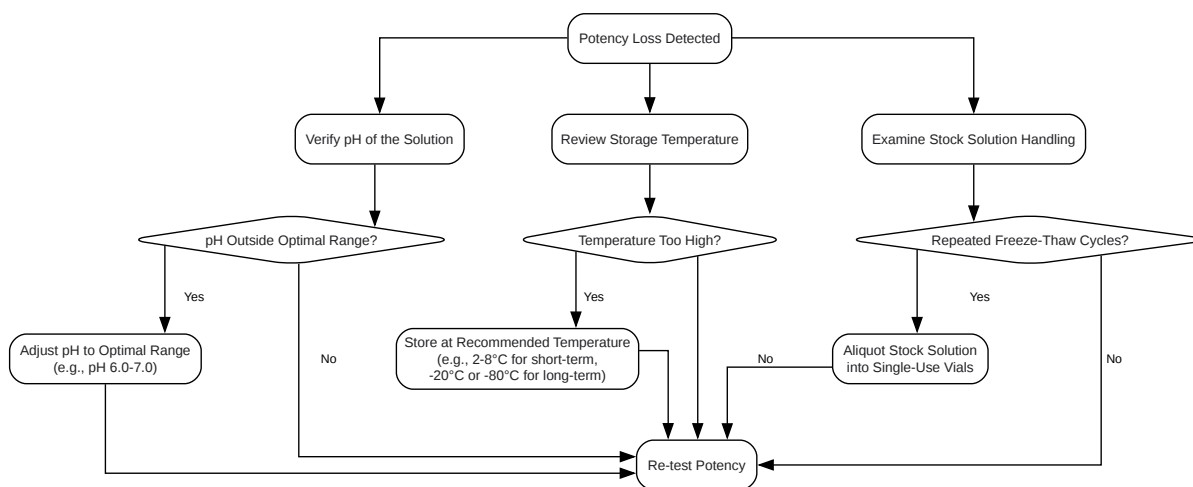 Potency Loss Detected
Verify pH of the Solution
Review Storage Temperature
Examine Stock Solution Handling
pH Outside Optimal Range?
Temperature Too High?
Repeated Freeze-Thaw Cycles?
Yes
Yes
Yes
Adjust pH to Optimal Range
(e.g., pH 6.0-7.0)
No
Store at Recommended Temperature
(e.g., 2-8°C for short-term,
-20°C or -80°C for long-term)
No
Aliquot Stock Solution
into Single-Use Vials
No
Re-test Potency